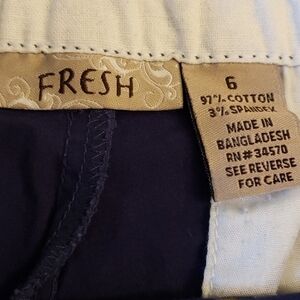 FRESH
6
97% COTTON
3% SPANDEX
MADE IN
BANGLADESH
RN# 34570
SEE REVERSE
FOR CARE